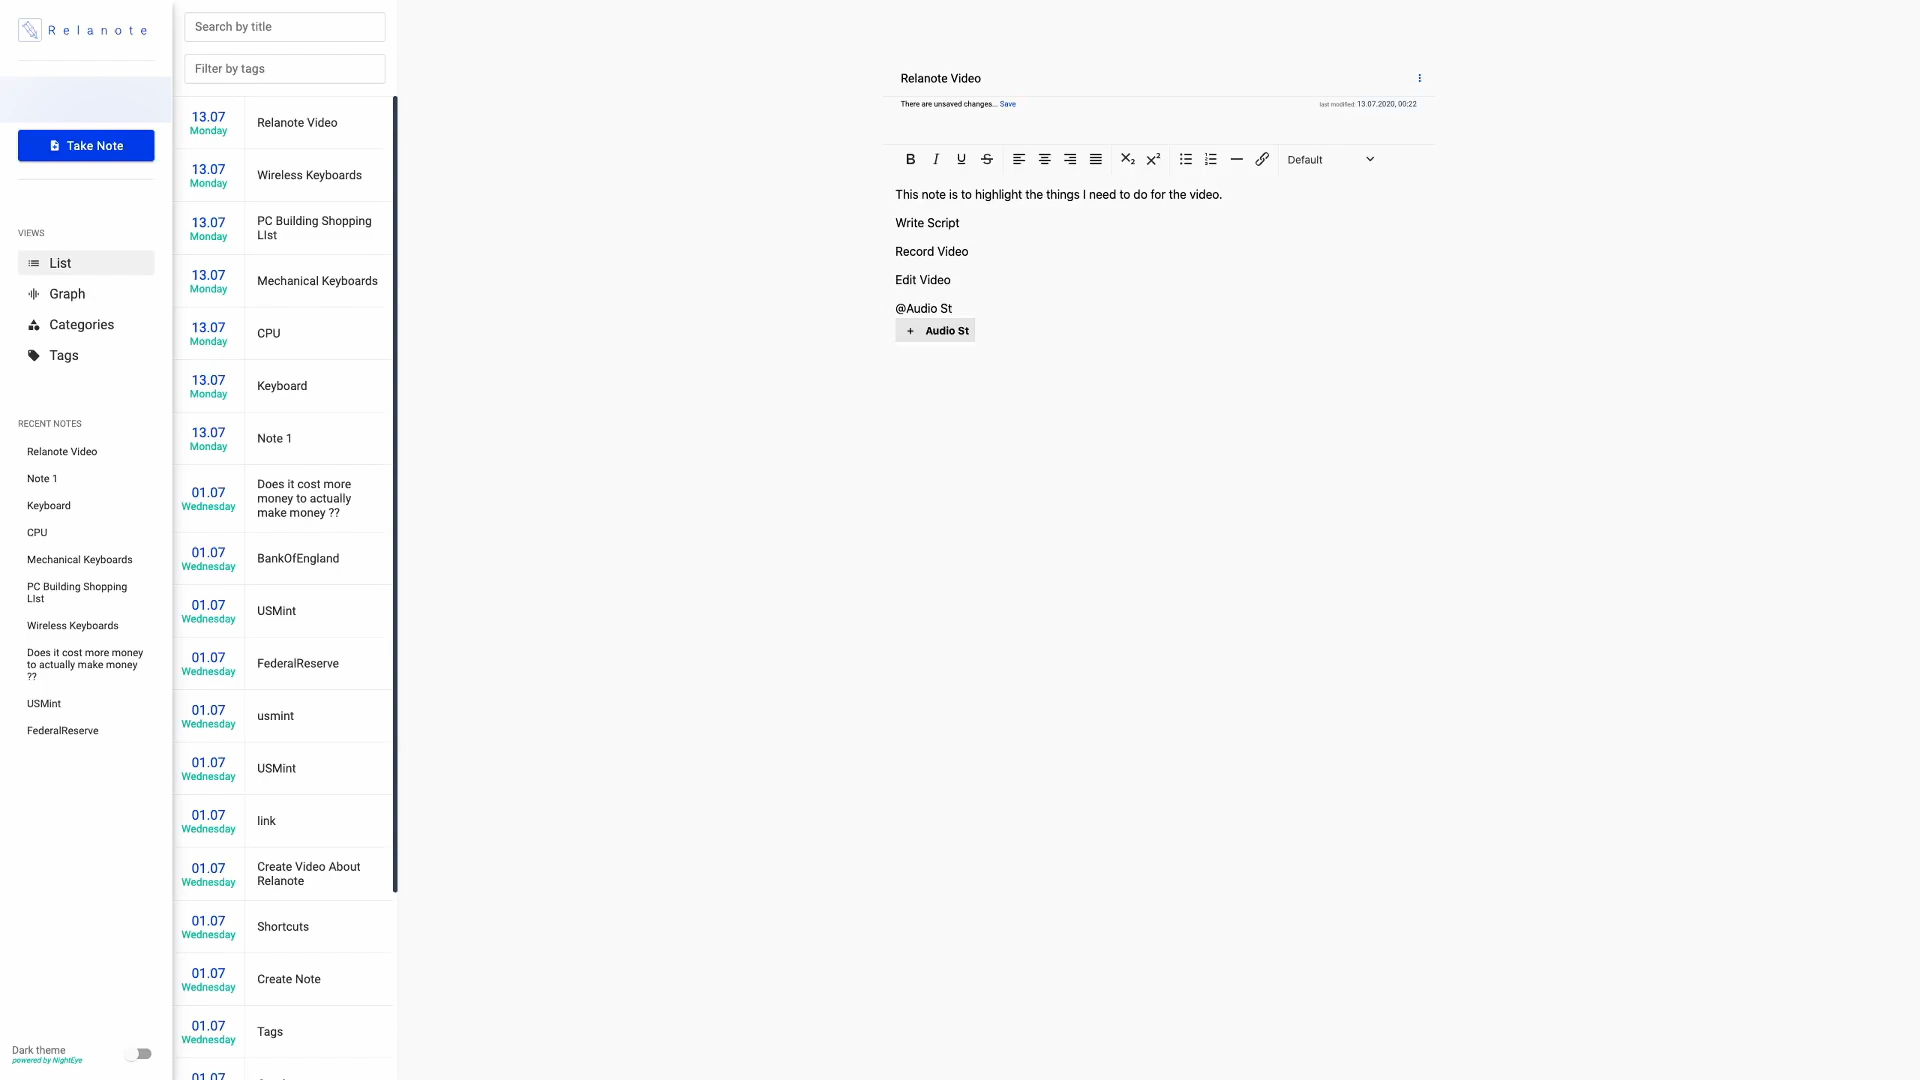 Relanote
Take Note
VIEWS
List
Graph
Categories
Tags
RECENT NOTES
Relanote Video
Note 1
Keyboard
CPU
Mechanical Keyboards
PC Building Shopping
LIst
Wireless Keyboards
Does it cost more money
to actually make money
??
USMint
FederalReserve
Dark theme
powered by NightEye
Search by title
Filter by tags
13.07
Monday
Relanote Video
13.07
Monday
Wireless Keyboards
13.07
Monday
PC Building Shopping
LIst
13.07
Monday
Mechanical Keyboards
13.07
Monday
CPU
13.07
Monday
Keyboard
13.07
Monday
Note 1
01.07
Wednesday
Does it cost more
money to actually
make money ??
01.07
Wednesday
BankOfEngland
01.07
Wednesday
USMint
01.07
Wednesday
FederalReserve
01.07
Wednesday
usmint
01.07
Wednesday
USMint
01.07
Wednesday
link
01.07
Wednesday
Create Video About
Relanote
01.07
Wednesday
Shortcuts
01.07
Wednesday
Create Note
01.07
Wednesday
Tags
01.07
Relanote Video
There are unsaved changes... Save
last modified: 13.07.2020, 00:22
B I U S X₂ X² Default
This note is to highlight the things I need to do for the video.
Write Script
Record Video
Edit Video
@Audio St
+ Audio St